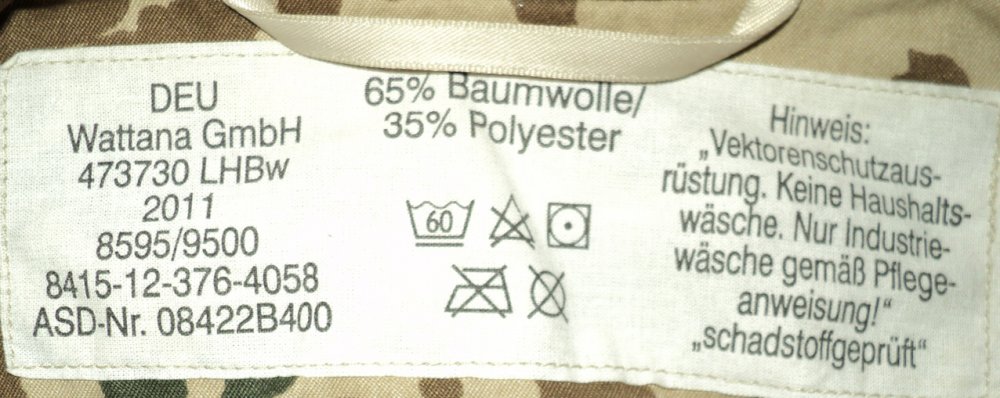 DEU
Wattana GmbH
473730 LHBw
2011
8595/9500
8415-12-376-4058
ASD-Nr. 08422B400
65% Baumwolle/
35% Polyester
60
Hinweis:
„Vektorenschutzaus-
rüstung. Keine Haushalts-
wäsche. Nur Industrie-
wäsche gemäß Pflege-
anweisung!“
„schadstoffgeprüft“